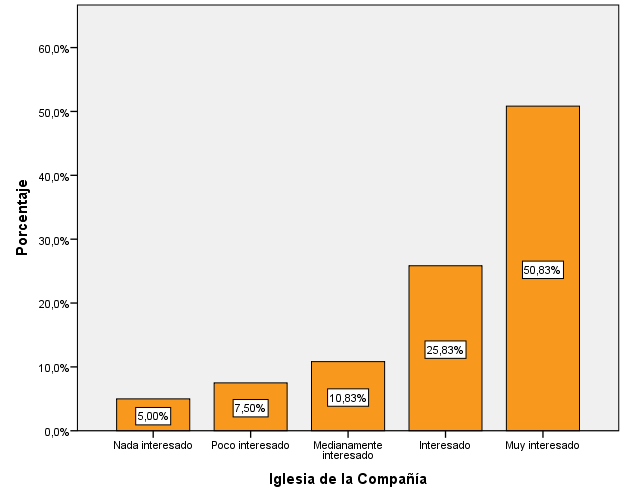 60,0%
50,0%
40,0%
30,0%
20,0%
10,0%
0,0%
Porcentaje
5,00%
7,50%
10,83%
25,83%
50,83%
Nada interesado
Poco interesado
Medianamente
interesado
Interesado
Muy interesado
Iglesia de la Compañía